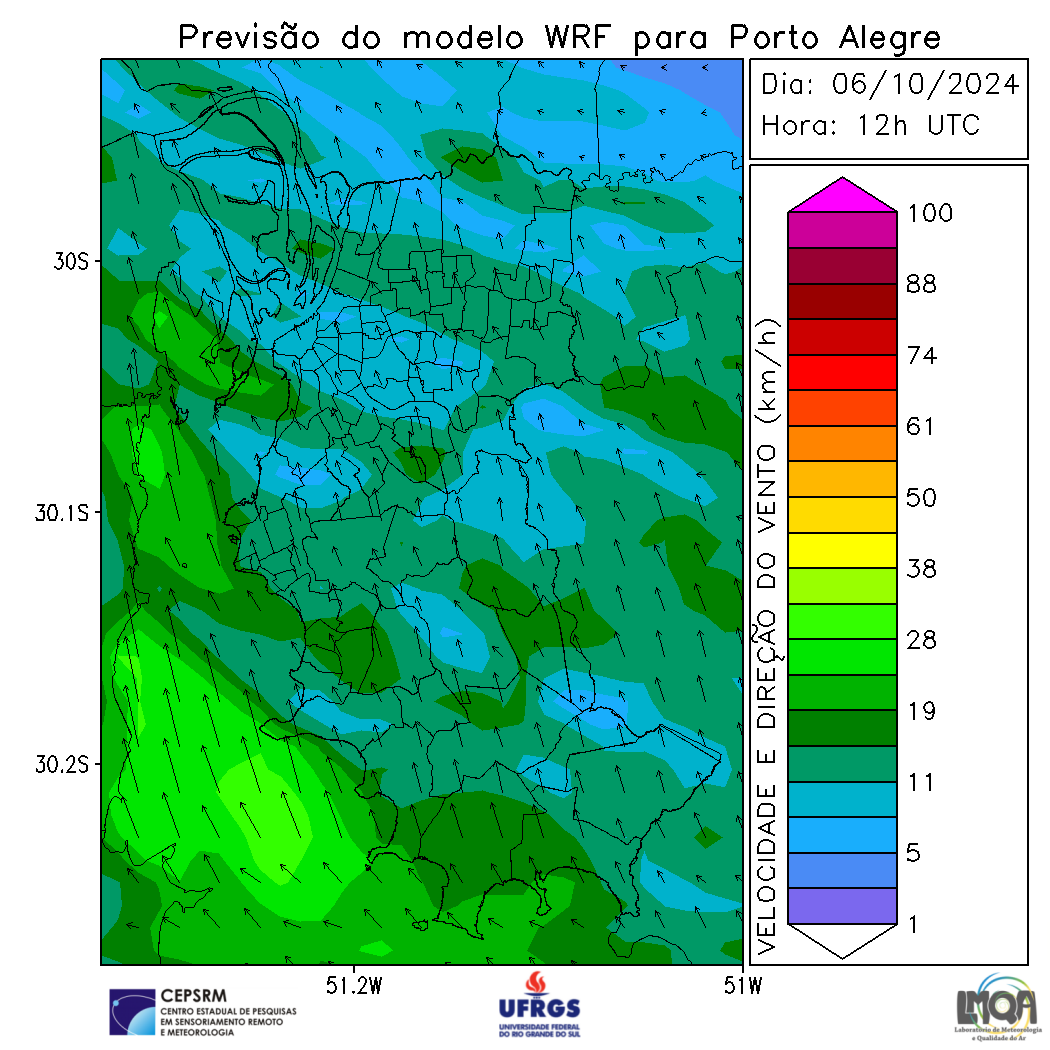 Previsão do modelo WRF para Porto Alegre
Dia: 06/10/2024
Hora: 12h UTC
30S
30.1S
30.2S
51.2W
51W
VELOCIDADE E DIREÇÃO DO VENTO (km/h)
100
88
74
61
50
38
28
19
11
5
1
CEPSRM
CENTRO ESTADUAL DE PESQUISAS
EM SENSORIAMENTO REMOTO
E METEOROLOGIA
UFRGS
UNIVERSIDADE FEDERAL
DO RIO GRANDE DO SUL
LMQA
Laboratório de Meteorologia
e Qualidade do Ar